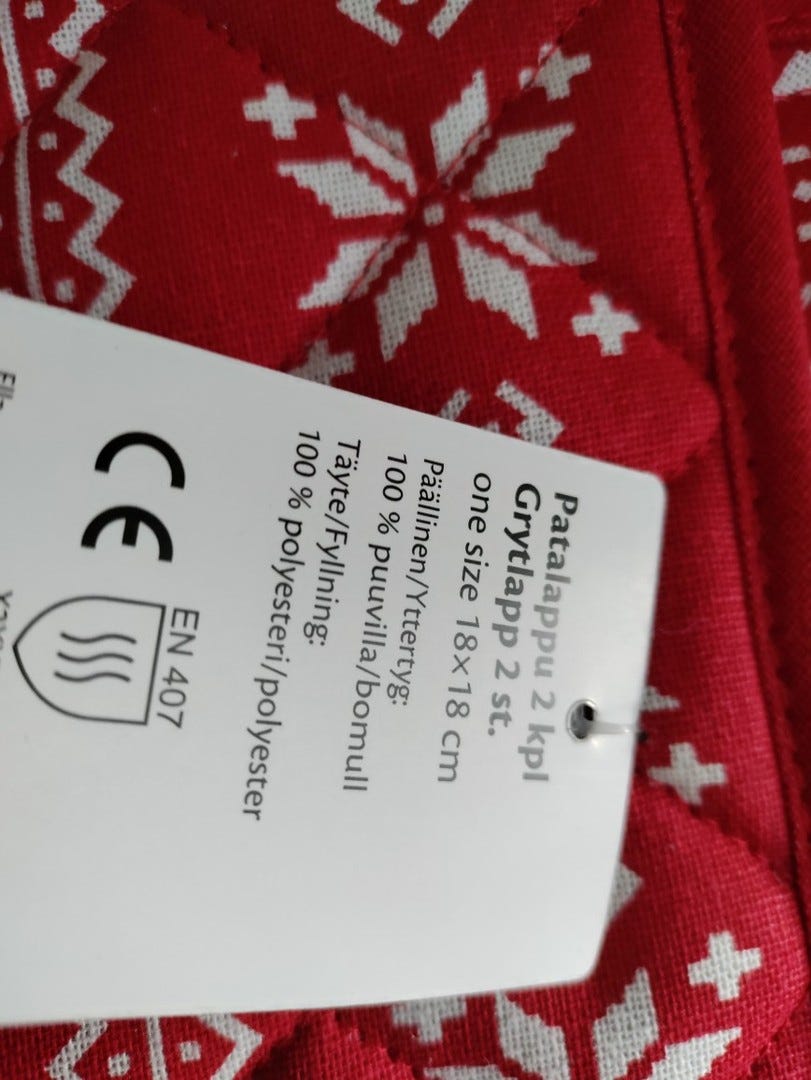 Patalappu 2 kpl
Grytlapp 2 st.
one size 18x18 cm
Päällinen/Yttertyg:
100 % puuvilla/bomull
Täyte/Fyllning:
100 % polyesteri/polyester
CE
EN 407